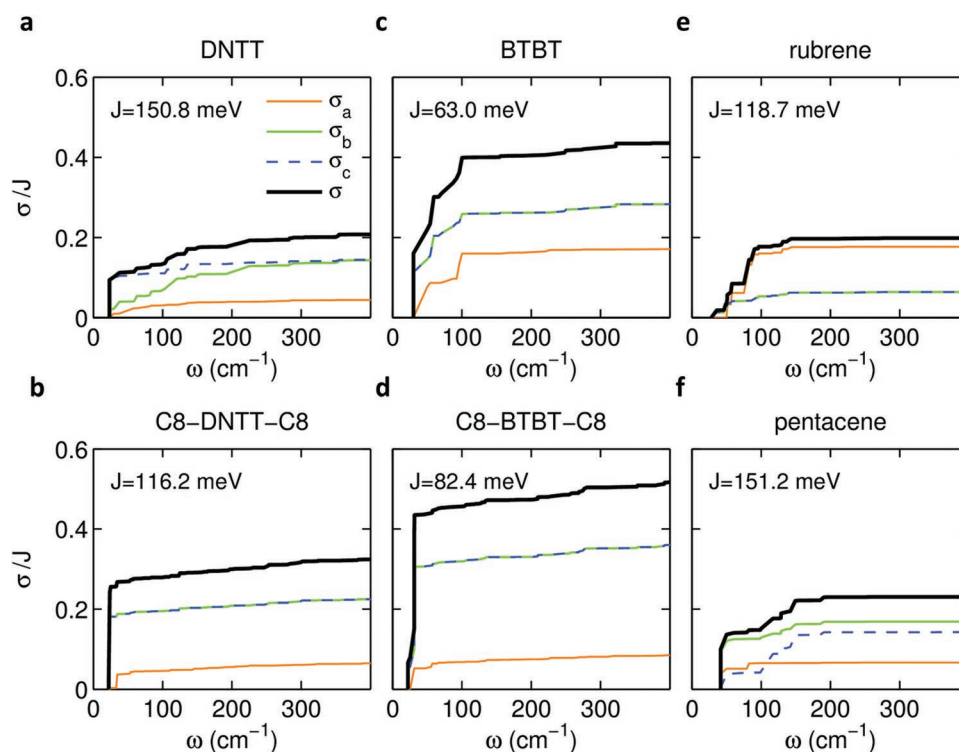 a
DNTT
0.6
0.4
0.2
0
σ/J
J=150.8 meV
σa
σb
σc
σ
0 100 200 300
ω (cm⁻¹)
c
BTBT
J=63.0 meV
0 100 200 300
ω (cm⁻¹)
e
rubrene
J=118.7 meV
0 100 200 300
ω (cm⁻¹)
b
C8−DNTT−C8
0.6
0.4
0.2
0
σ/J
J=116.2 meV
0 100 200 300
ω (cm⁻¹)
d
C8−BTBT−C8
J=82.4 meV
0 100 200 300
ω (cm⁻¹)
f
pentacene
J=151.2 meV
0 100 200 300
ω (cm⁻¹)